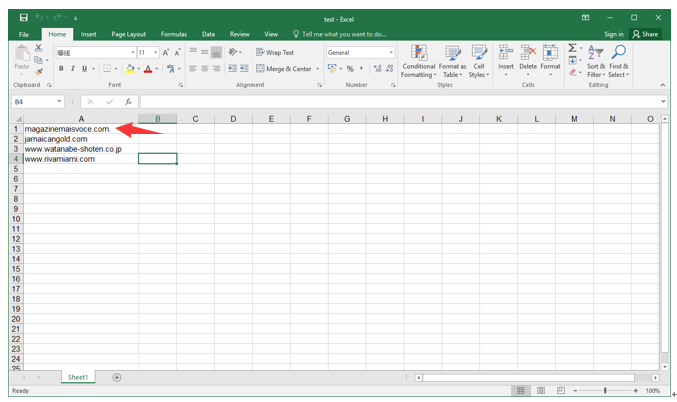 test - Excel
File Home Insert Page Layout Formulas Data Review View Tell me what you want to do... Sign in Share
Paste 等线 11 A A Wrap Text General Conditional Formatting Format as Table Cell Styles Insert Delete Format Sort & Filter Find & Select
B I U A Merge & Center % ,
Clipboard Font Alignment Number Styles Cells Editing
B4 fx
A B C D E F G H I J K L M N O
1 magazinemaisvoce.com.
2 jamaicangold.com
3 www.watanabe-shoten.co.jp
4 www.rivamiami.com
5
6
7
8
9
10
11
12
13
14
15
16
17
18
19
20
21
22
23
24
25
Sheet1
Ready 100%